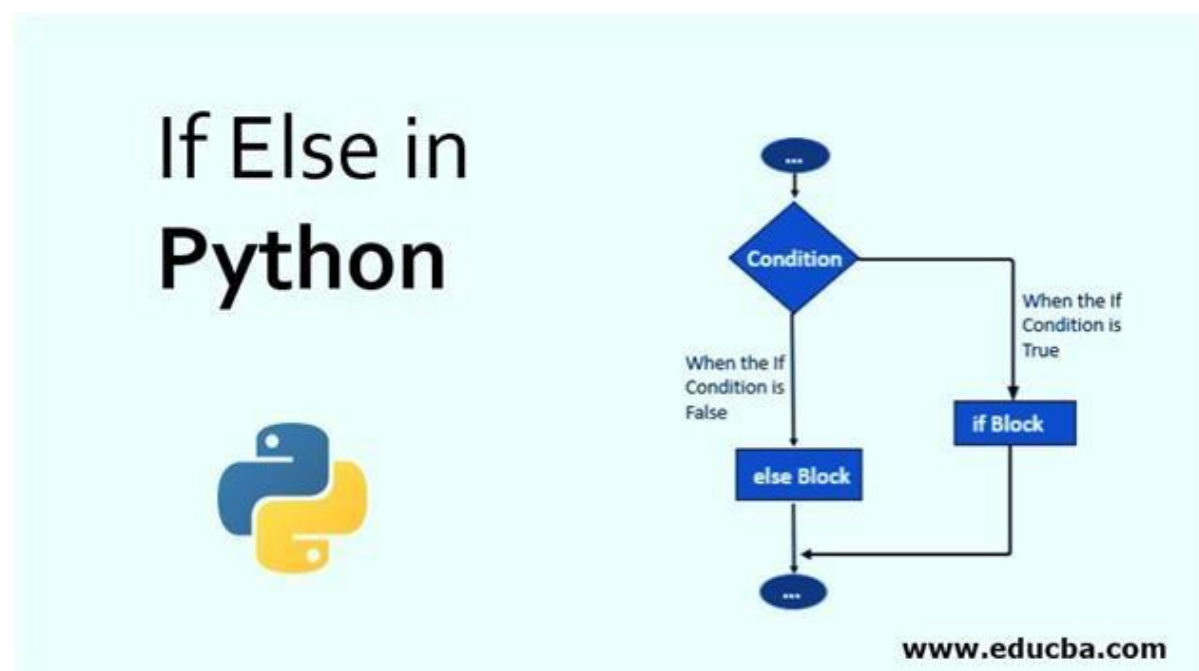 If Else in
Python
...
Condition
When the If
Condition is
True
When the If
Condition is
False
if Block
else Block
...
www.educba.com